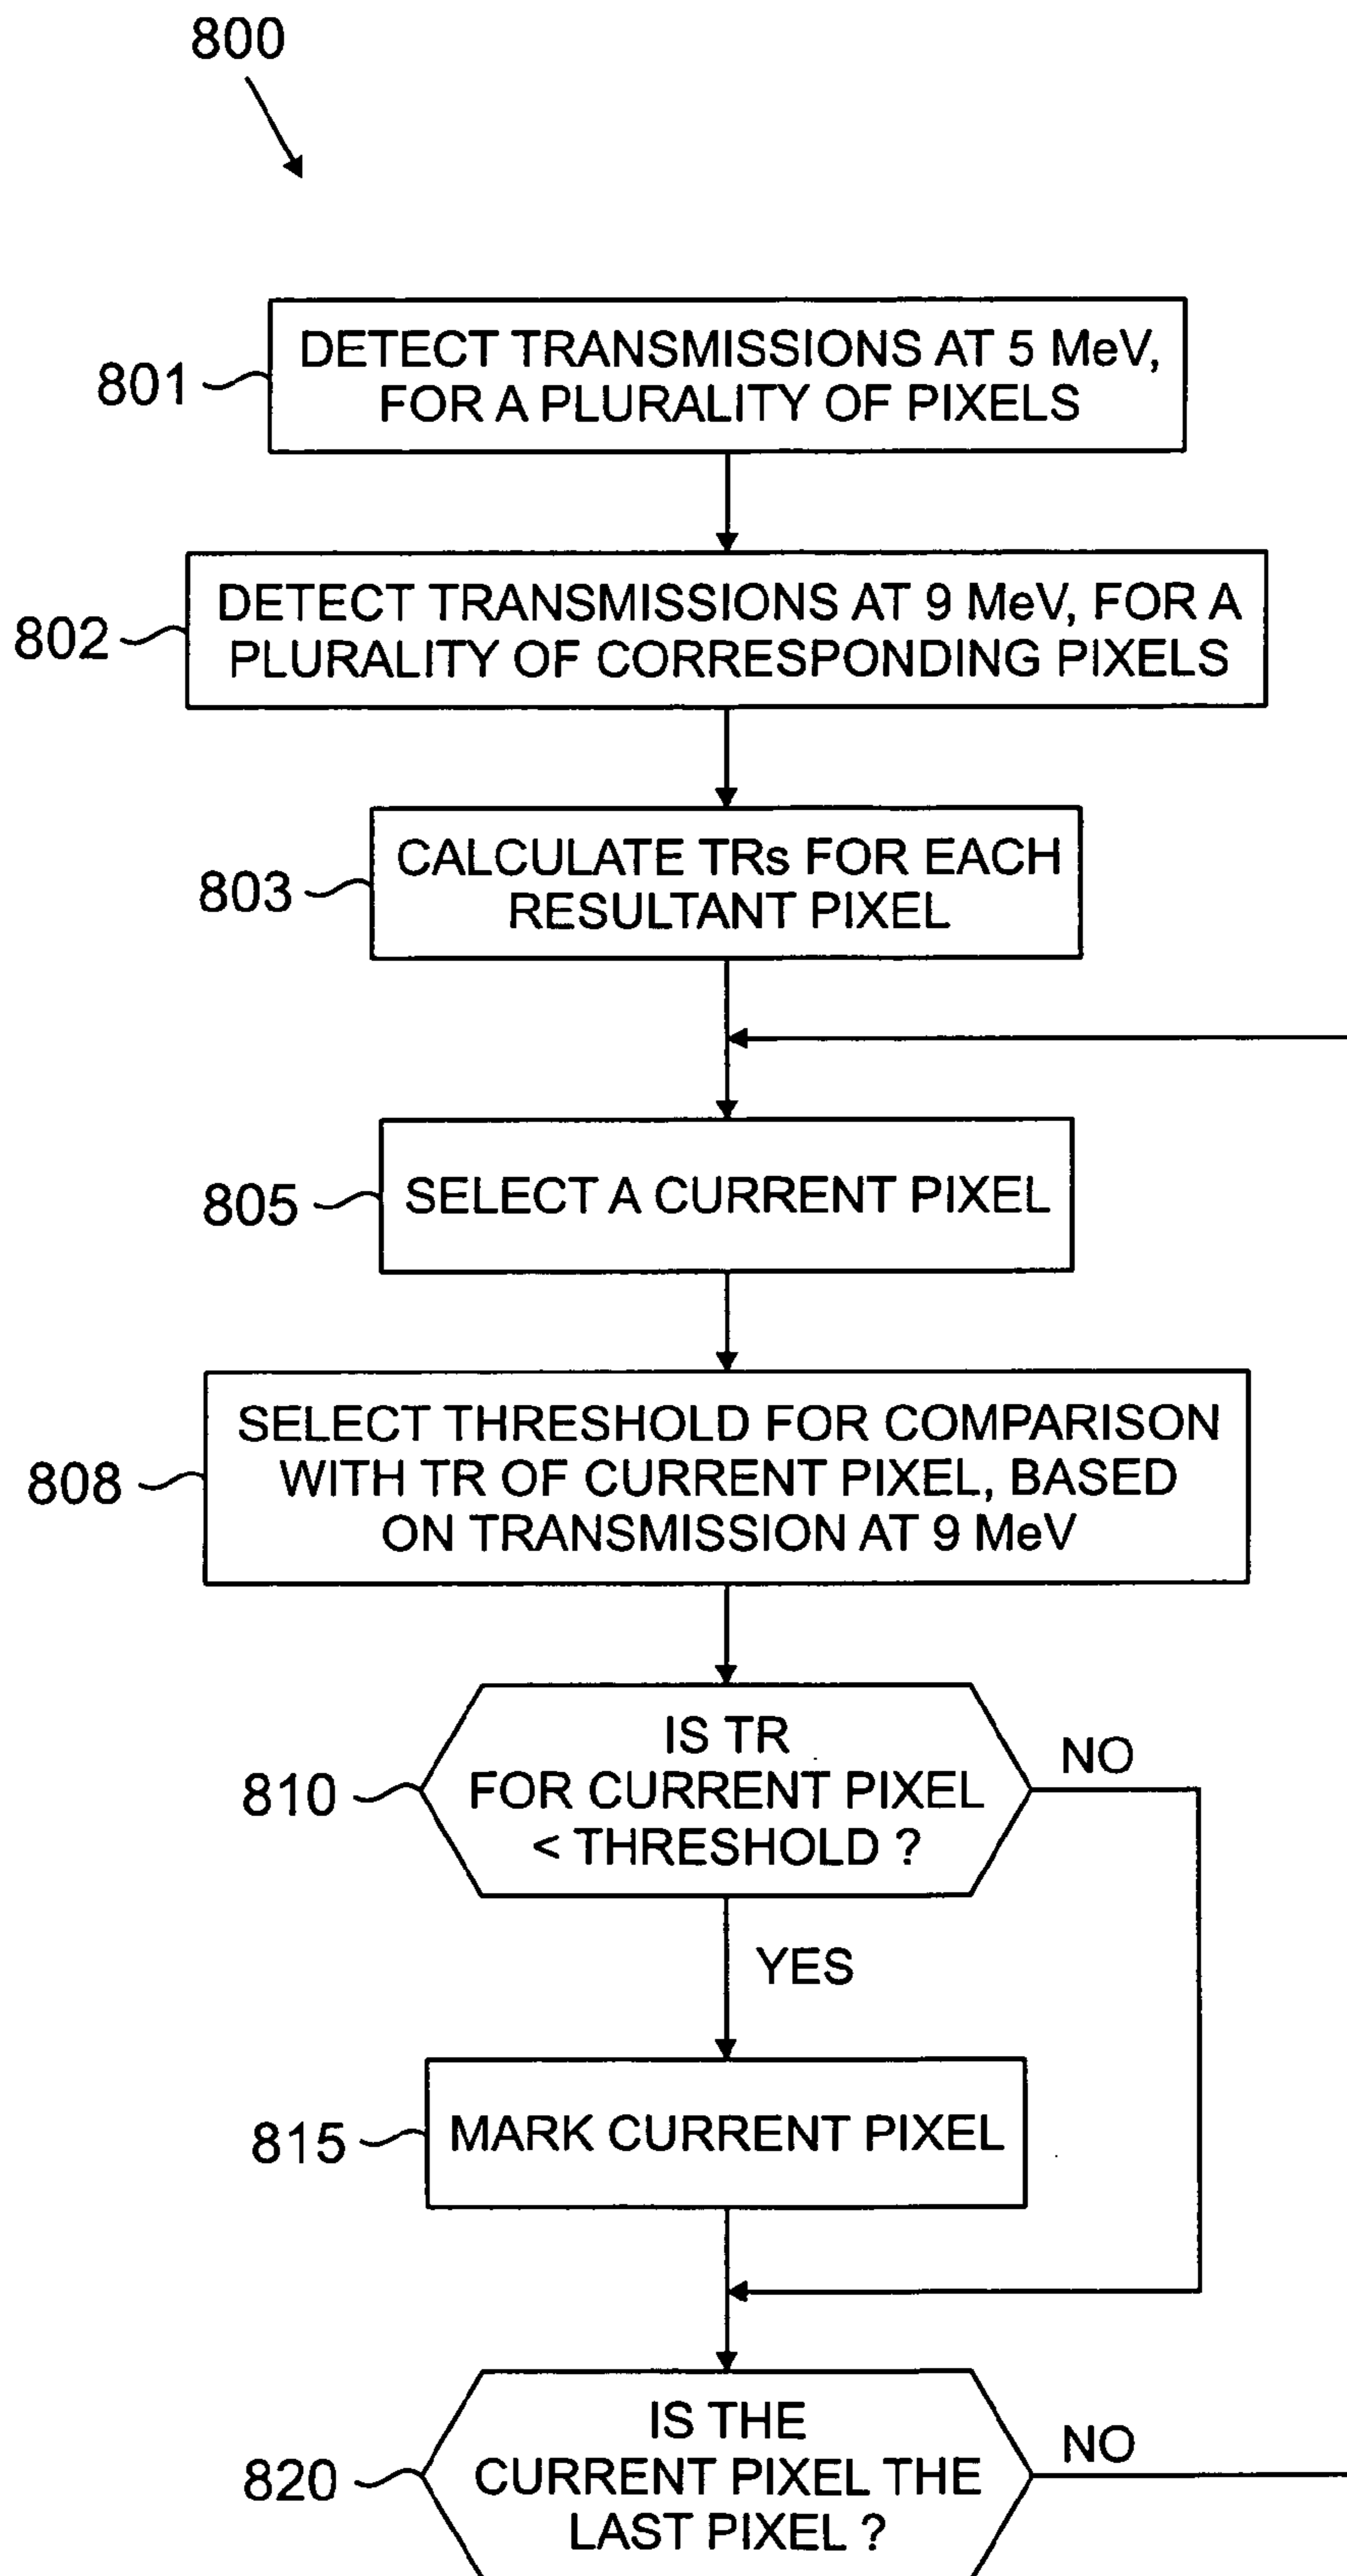 800
801
DETECT TRANSMISSIONS AT 5 MeV,
FOR A PLURALITY OF PIXELS
802
DETECT TRANSMISSIONS AT 9 MeV, FOR A
PLURALITY OF CORRESPONDING PIXELS
803
CALCULATE TRs FOR EACH
RESULTANT PIXEL
805
SELECT A CURRENT PIXEL
808
SELECT THRESHOLD FOR COMPARISON
WITH TR OF CURRENT PIXEL, BASED
ON TRANSMISSION AT 9 MeV
810
IS TR
FOR CURRENT PIXEL
< THRESHOLD ?
NO
YES
815
MARK CURRENT PIXEL
820
IS THE
CURRENT PIXEL THE
LAST PIXEL ?
NO